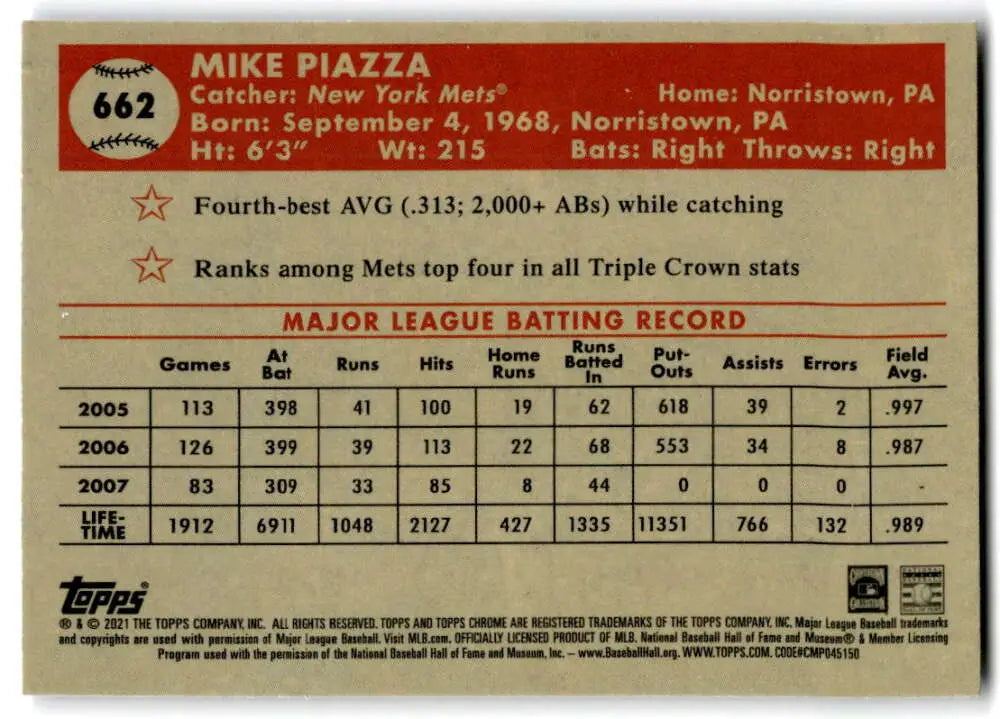 662
MIKE PIAZZA
Catcher: New York Mets® Home: Norristown, PA
Born: September 4, 1968, Norristown, PA
Ht: 6'3" Wt: 215 Bats: Right Throws: Right
Fourth-best AVG (.313; 2,000+ ABs) while catching
Ranks among Mets top four in all Triple Crown stats
MAJOR LEAGUE BATTING RECORD
Games At Bat Runs Hits Home Runs Runs Batted In Put-Outs Assists Errors Field Avg.
2005 113 398 41 100 19 62 618 39 2 .997
2006 126 399 39 113 22 68 553 34 8 .987
2007 83 309 33 85 8 44 0 0 0 -
LIFE-TIME 1912 6911 1048 2127 427 1335 11351 766 132 .989
topps®
® & © 2021 THE TOPPS COMPANY, INC. ALL RIGHTS RESERVED. TOPPS AND TOPPS CHROME ARE REGISTERED TRADEMARKS OF THE TOPPS COMPANY, INC. Major League Baseball trademarks
and copyrights are used with permission of Major League Baseball. Visit MLB.com. OFFICIALLY LICENSED PRODUCT OF MLB. National Baseball Hall of Fame and Museum® & Member Licensing
Program used with the permission of the National Baseball Hall of Fame and Museum, Inc. – www.BaseballHall.org. WWW.TOPPS.COM. CODE#CMP045150